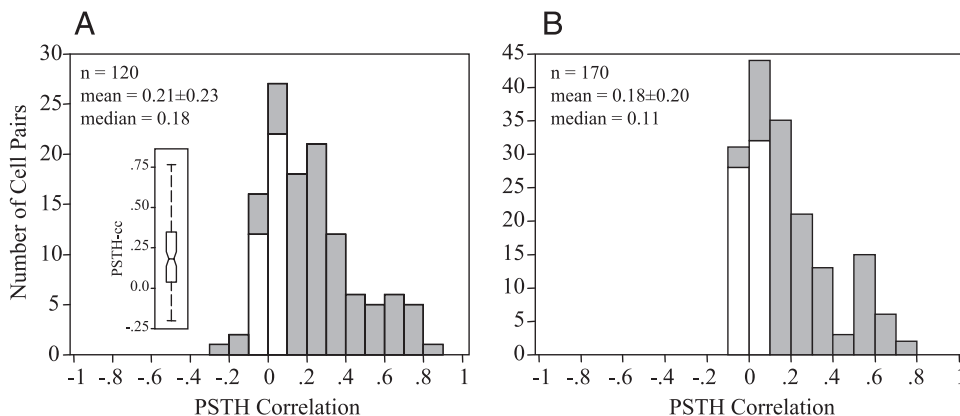 A
30
25
20
15
10
5
0
Number of Cell Pairs
n = 120
mean = 0.21±0.23
median = 0.18
PSTH-cc
.75
.50
.25
0.0
-.25
-1 -.8 -.6 -.4 -.2 0 .2 .4 .6 .8 1
PSTH Correlation
B
45
40
35
30
25
20
15
10
5
0
n = 170
mean = 0.18±0.20
median = 0.11
-1 -.8 -.6 -.4 -.2 0 .2 .4 .6 .8 1
PSTH Correlation